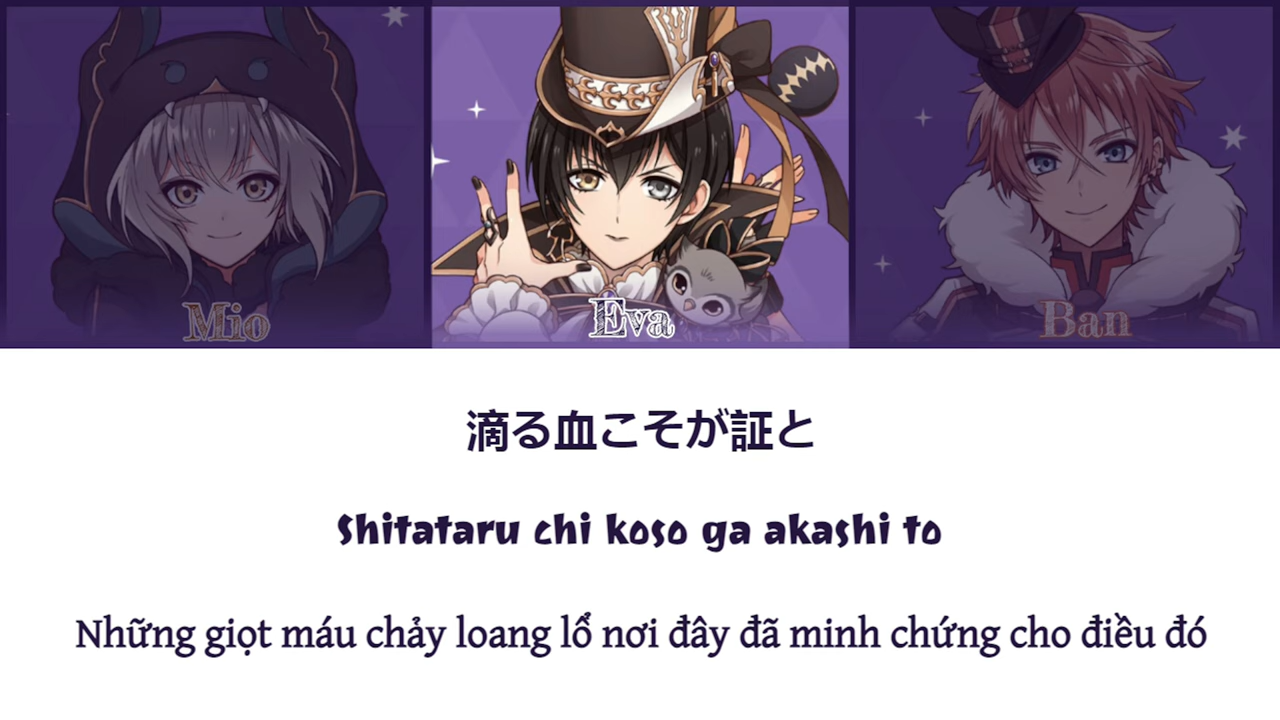 Mio
Eva
Ban
滴る血こそが証と
Shitataru chi koso ga akashi to
Những giọt máu chảy loang lổ nơi đây đã minh chứng cho điều đó